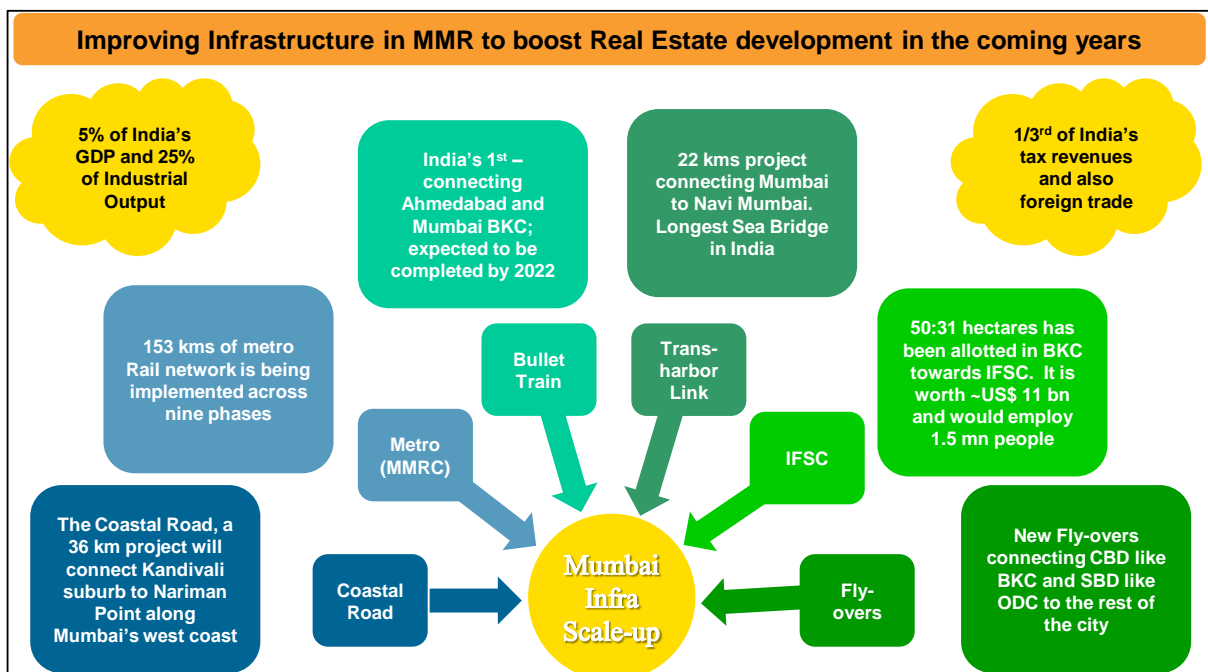 Improving Infrastructure in MMR to boost Real Estate development in the coming years
5% of India’s
GDP and 25%
of Industrial
Output
India’s 1st –
connecting
Ahmedabad and
Mumbai BKC;
expected to be
completed by 2022
22 kms project
connecting Mumbai
to Navi Mumbai.
Longest Sea Bridge
in India
1/3rd of India’s
tax revenues
and also
foreign trade
153 kms of metro
Rail network is being
implemented across
nine phases
Bullet
Train
Trans-
harbor
Link
50:31 hectares has
been allotted in BKC
towards IFSC.  It is
worth ~US$ 11 bn
and would employ
1.5 mn people
Metro
(MMRC)
IFSC
The Coastal Road, a
36 km project will
connect Kandivali
suburb to Nariman
Point along
Mumbai’s west coast
Coastal
Road
Mumbai
Infra
Scale-up
Fly-
overs
New Fly-overs
connecting CBD like
BKC and SBD like
ODC to the rest of
the city